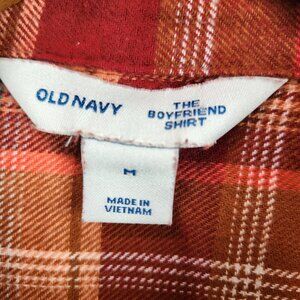 OLD NAVY
THE
BOYFRIEND
SHIRT
M
MADE IN
VIETNAM